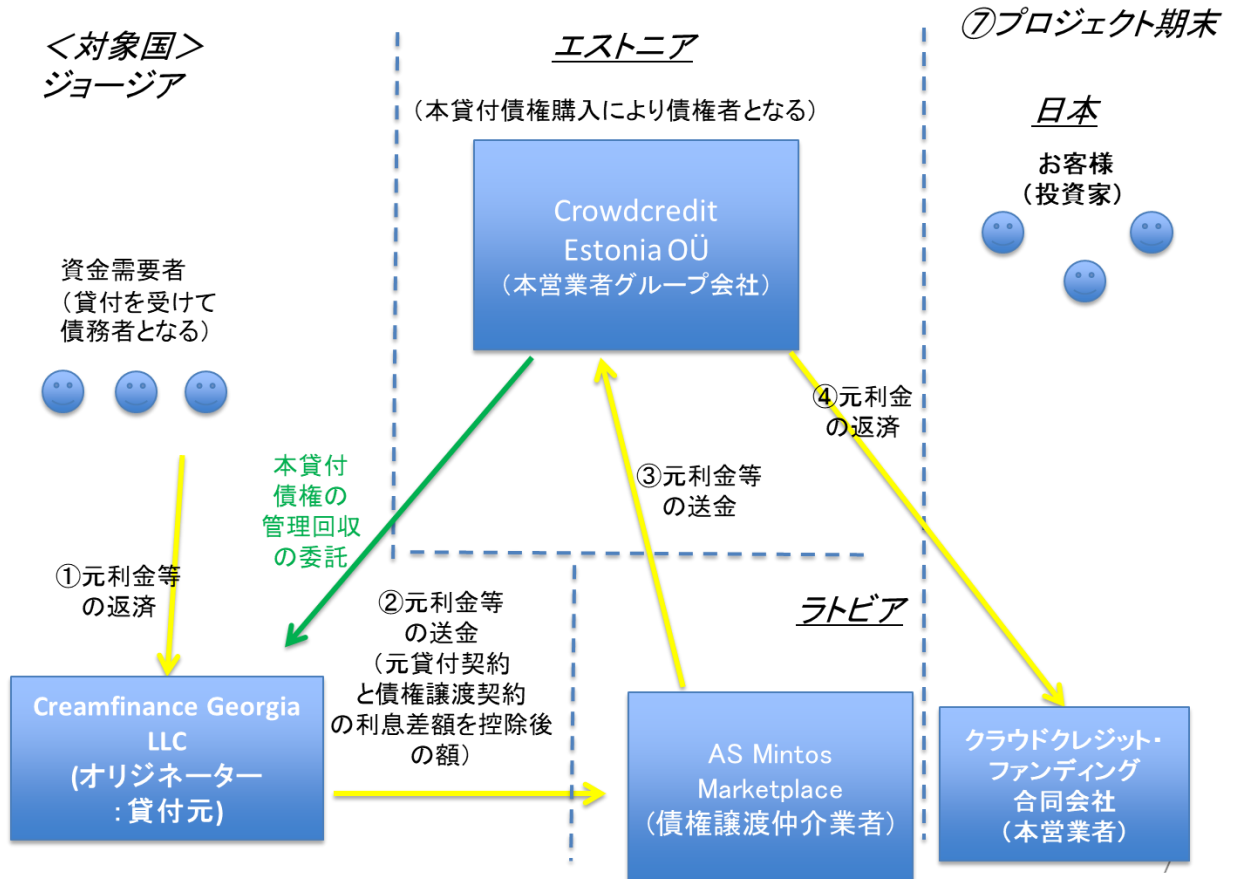 ＜対象国＞
ジョージア
資金需要者
（貸付を受けて
債務者となる）
①元利金等
の返済
Creamfinance Georgia
LLC
(オリジネーター
：貸付元)
エストニア
（本貸付債権購入により債権者となる）
Crowdcredit
Estonia OÜ
（本営業者グループ会社）
本貸付
債権の
管理回収
の委託
②元利金等
の送金
（元貸付契約
と債権譲渡契約
の利息差額を控除後
の額）
③元利金等
の送金
④元利金
の返済
ラトビア
AS Mintos
Marketplace
（債権譲渡仲介業者）
⑦プロジェクト期末
日本
お客様
（投資家）
クラウドクレジット・
ファンディング
合同会社
（本営業者）